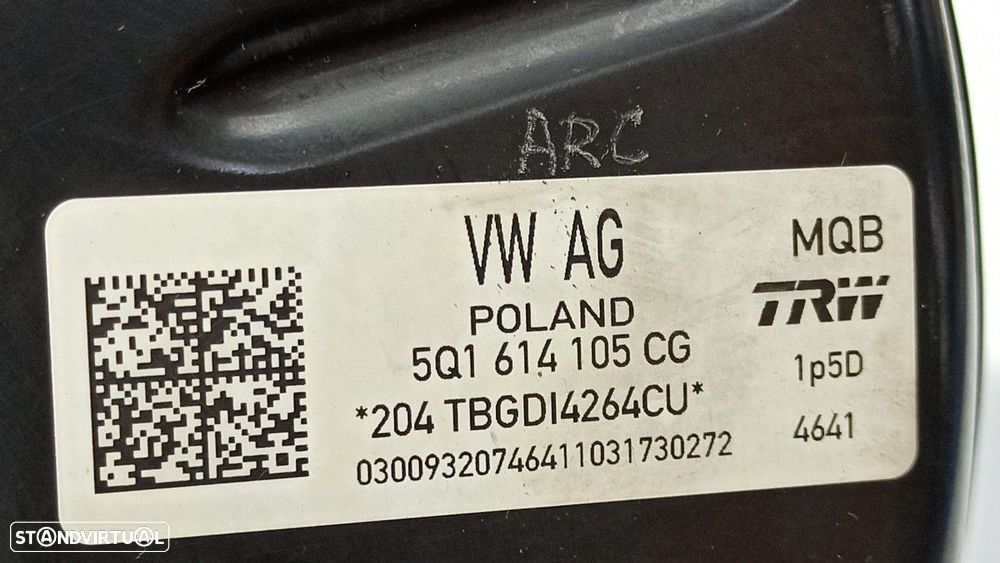 ARC
VW AG
MQB
TRW
POLAND
5Q1 614 105 CG
1p5D
*204 TBGDI4264CU*
4641
03009320746411031730272
STANDVIRTUAL